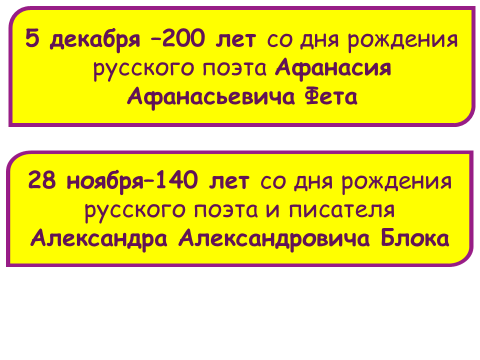 5 декабря –200 лет со дня рождения
русского поэта Афанасия
Афанасьевича Фета
28 ноября–140 лет со дня рождения
русского поэта и писателя
Александра Александровича Блока